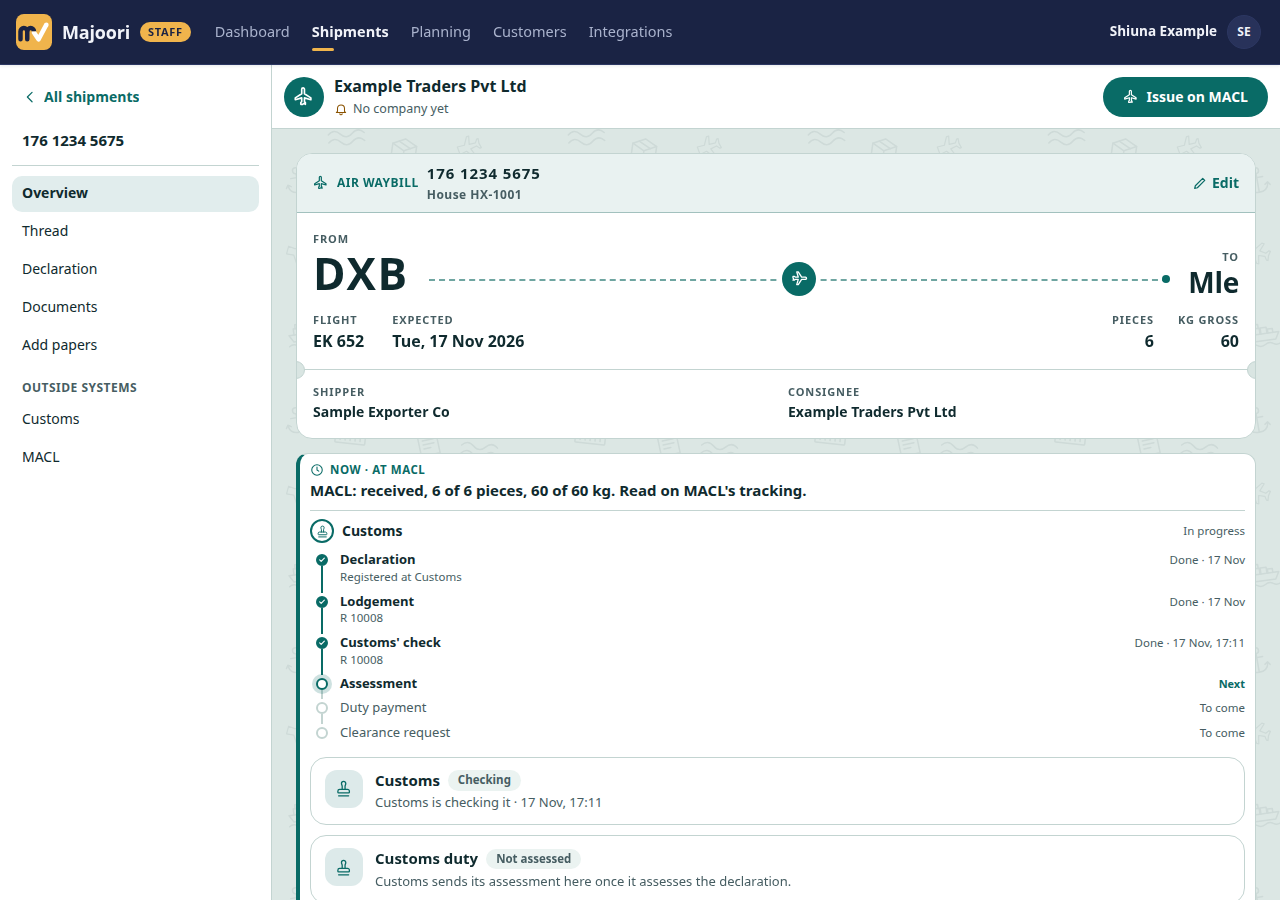 Majoori STAFF Dashboard Shipments Planning Customers Integrations Shiuna Example SE
All shipments
176 1234 5675
Overview
Thread
Declaration
Documents
Add papers
OUTSIDE SYSTEMS
Customs
MACL
Example Traders Pvt Ltd
No company yet
Issue on MACL
AIR WAYBILL 176 1234 5675
House HX-1001
Edit
FROM
DXB
TO
Mle
FLIGHT EXPECTED PIECES KG GROSS
EK 652 Tue, 17 Nov 2026 6 60
SHIPPER CONSIGNEE
Sample Exporter Co Example Traders Pvt Ltd
NOW · AT MACL
MACL: received, 6 of 6 pieces, 60 of 60 kg. Read on MACL's tracking.
Customs In progress
Declaration Done · 17 Nov
Registered at Customs
Lodgement Done · 17 Nov
R 10008
Customs' check Done · 17 Nov, 17:11
R 10008
Assessment Next
Duty payment To come
Clearance request To come
Customs Checking
Customs is checking it · 17 Nov, 17:11
Customs duty Not assessed
Customs sends its assessment here once it assesses the declaration.